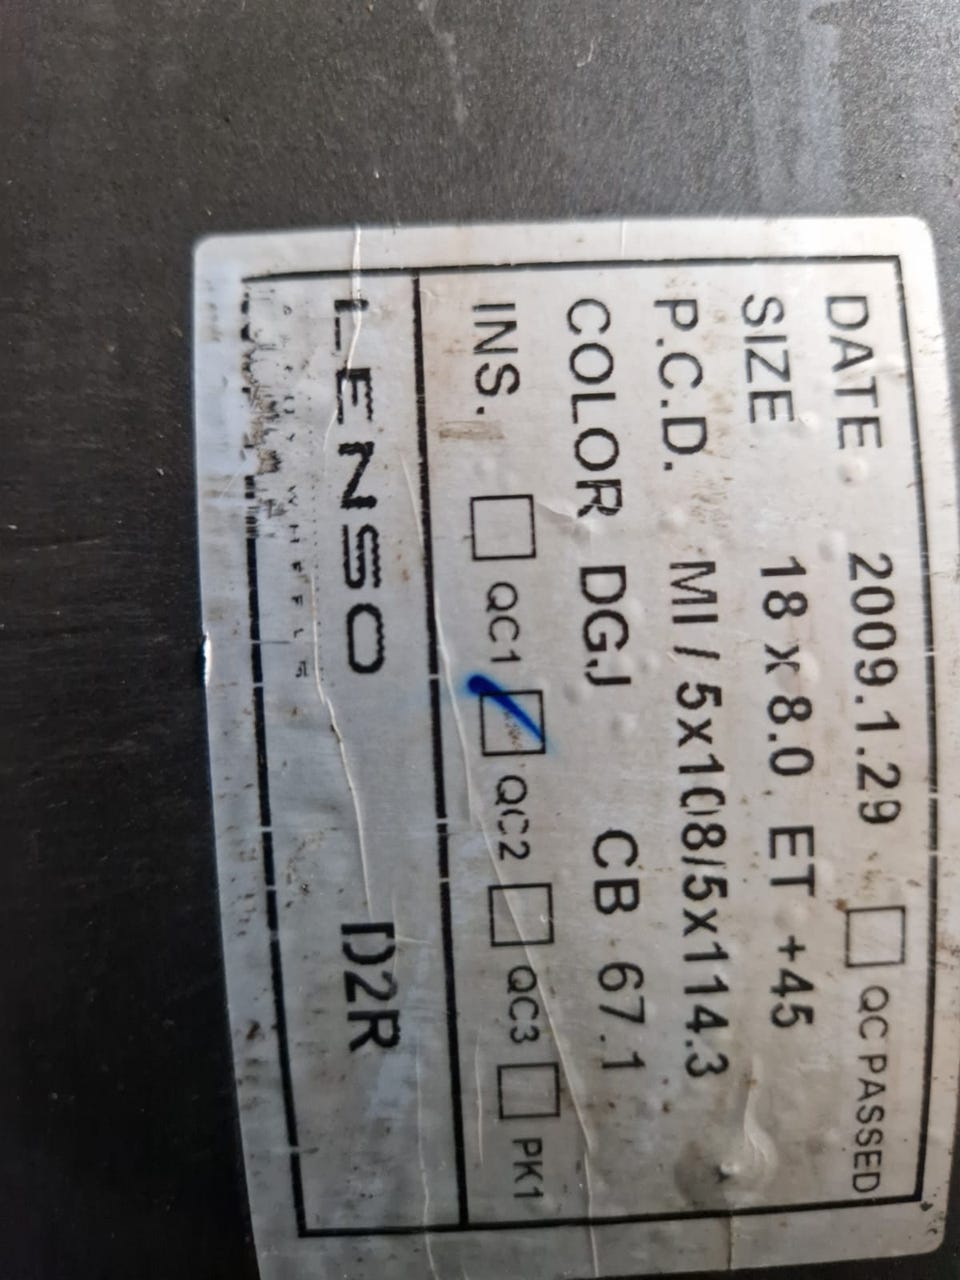 DATE 2009.1.29 QC PASSED
SIZE 18 x 8.0 ET +45
P.C.D. MI / 5x108/5x114.3
COLOR DGJ CB 67.1
INS. QC1 QC2 QC3 PK1
LENSO D2R
WHEELS